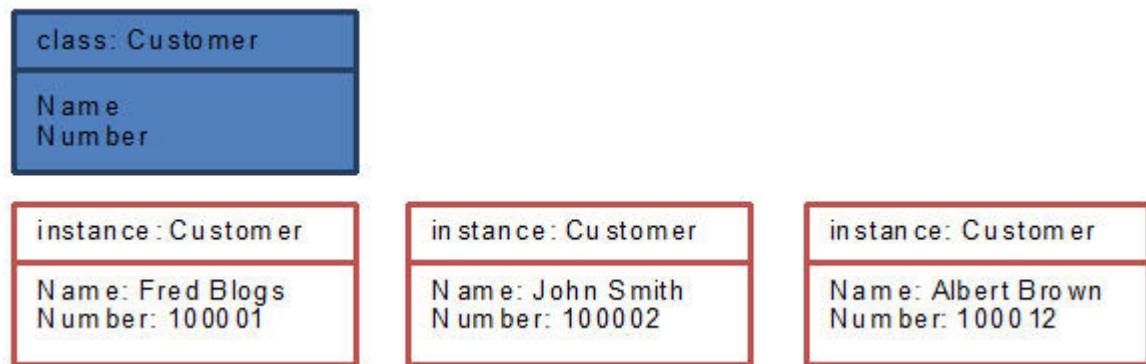 class: Customer
Name
Number
instance: Customer
Name: Fred Blogs
Number: 100001
instance: Customer
Name: John Smith
Number: 100002
instance: Customer
Name: Albert Brown
Number: 100012